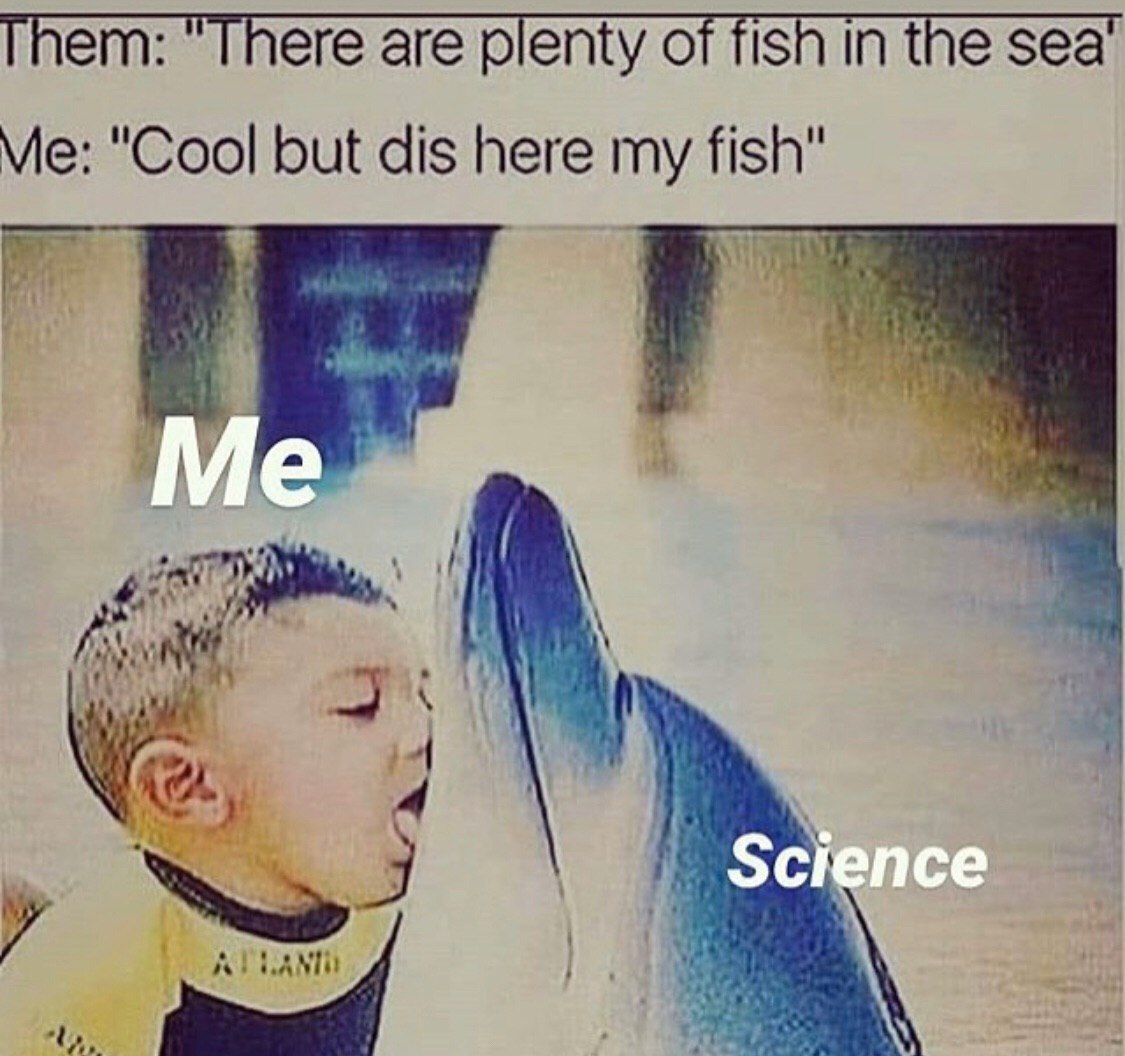 Them: "There are plenty of fish in the sea'
Me: "Cool but dis here my fish"
Me
Science